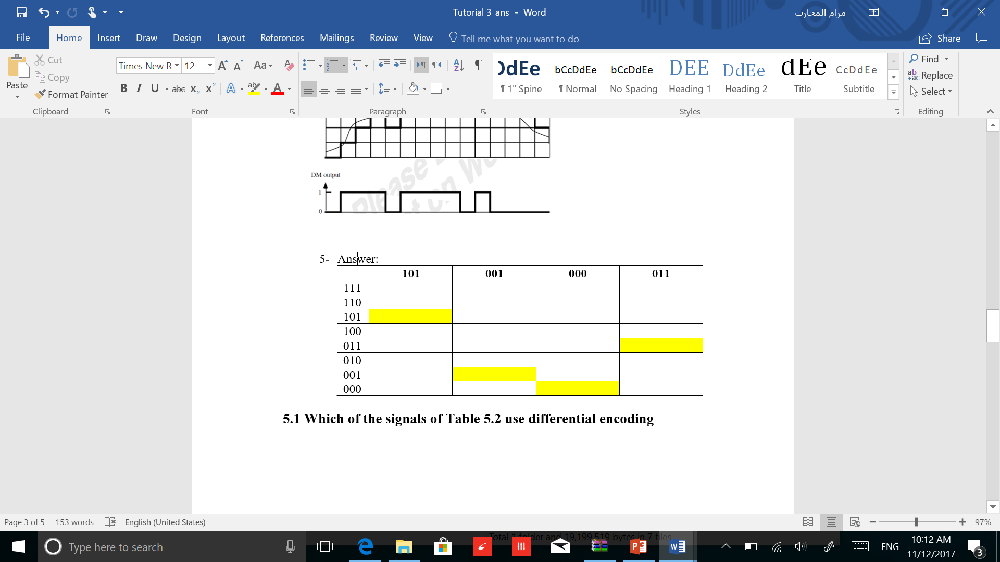 Tutorial 3_ans - Word
مرام المحارب
File Home Insert Draw Design Layout References Mailings Review View Tell me what you want to do Share
Cut
Copy
Format Painter
Paste
Clipboard
Times New R 12
Aa
B I U abc X₂ X²
Font
Paragraph
DdEe bCcDdEe bCcDdEe DEE DdEe dEe CcDdEe
¶ 1" Spine ¶ Normal No Spacing Heading 1 Heading 2 Title Subtitle
Styles
Find
Replace
Select
Editing
DM output
1
0
Please
5- Answer:
101 001 000 011
111
110
101
100
011
010
001
000
5.1 Which of the signals of Table 5.2 use differential encoding
Page 3 of 5 153 words English (United States) 97%
Total 1 folder and 19,199,519 bytes in 7 files
Type here to search
ENG
10:12 AM
11/12/2017
3